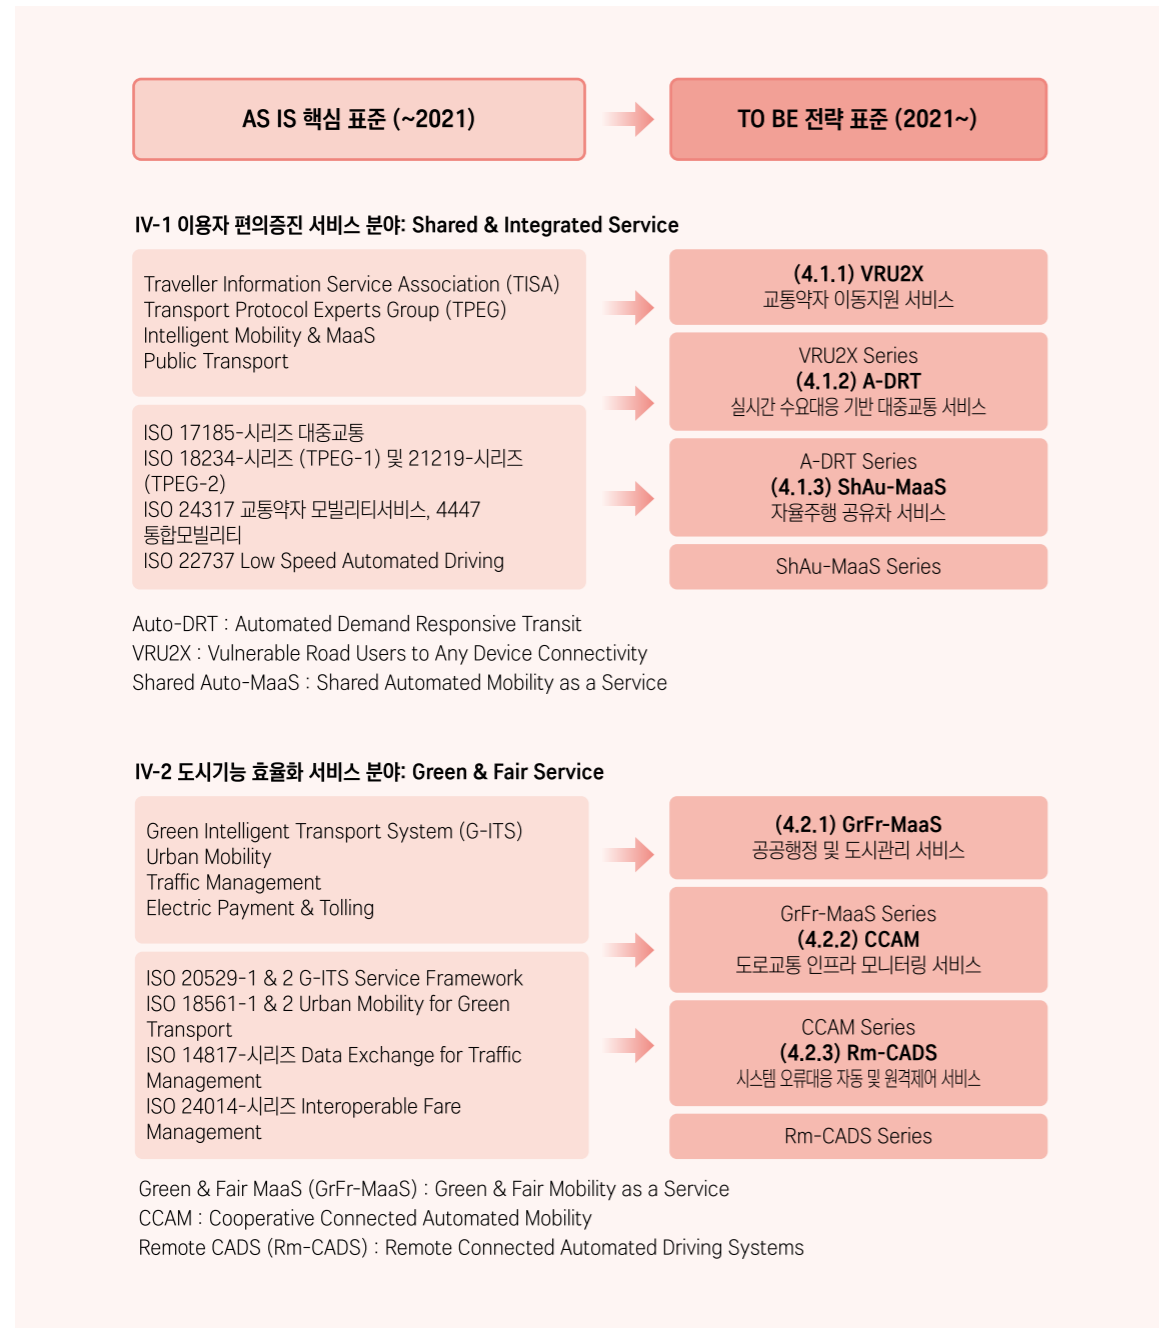 AS IS 핵심 표준 (~2021)
TO BE 전략 표준 (2021~)
IV-1 이용자 편의증진 서비스 분야: Shared & Integrated Service
Traveller Information Service Association (TISA)
Transport Protocol Experts Group (TPEG)
Intelligent Mobility & MaaS
Public Transport
ISO 17185-시리즈 대중교통
ISO 18234-시리즈 (TPEG-1) 및 21219-시리즈
(TPEG-2)
ISO 24317 교통약자 모빌리티서비스, 4447
통합모빌리티
ISO 22737 Low Speed Automated Driving
(4.1.1) VRU2X
교통약자 이동지원 서비스
VRU2X Series
(4.1.2) A-DRT
실시간 수요대응 기반 대중교통 서비스
A-DRT Series
(4.1.3) ShAu-MaaS
자율주행 공유차 서비스
ShAu-MaaS Series
Auto-DRT : Automated Demand Responsive Transit
VRU2X : Vulnerable Road Users to Any Device Connectivity
Shared Auto-MaaS : Shared Automated Mobility as a Service
IV-2 도시기능 효율화 서비스 분야: Green & Fair Service
Green Intelligent Transport System (G-ITS)
Urban Mobility
Traffic Management
Electric Payment & Tolling
ISO 20529-1 & 2 G-ITS Service Framework
ISO 18561-1 & 2 Urban Mobility for Green
Transport
ISO 14817-시리즈 Data Exchange for Traffic
Management
ISO 24014-시리즈 Interoperable Fare
Management
(4.2.1) GrFr-MaaS
공공행정 및 도시관리 서비스
GrFr-MaaS Series
(4.2.2) CCAM
도로교통 인프라 모니터링 서비스
CCAM Series
(4.2.3) Rm-CADS
시스템 오류대응 자동 및 원격제어 서비스
Rm-CADS Series
Green & Fair MaaS (GrFr-MaaS) : Green & Fair Mobility as a Service
CCAM : Cooperative Connected Automated Mobility
Remote CADS (Rm-CADS) : Remote Connected Automated Driving Systems